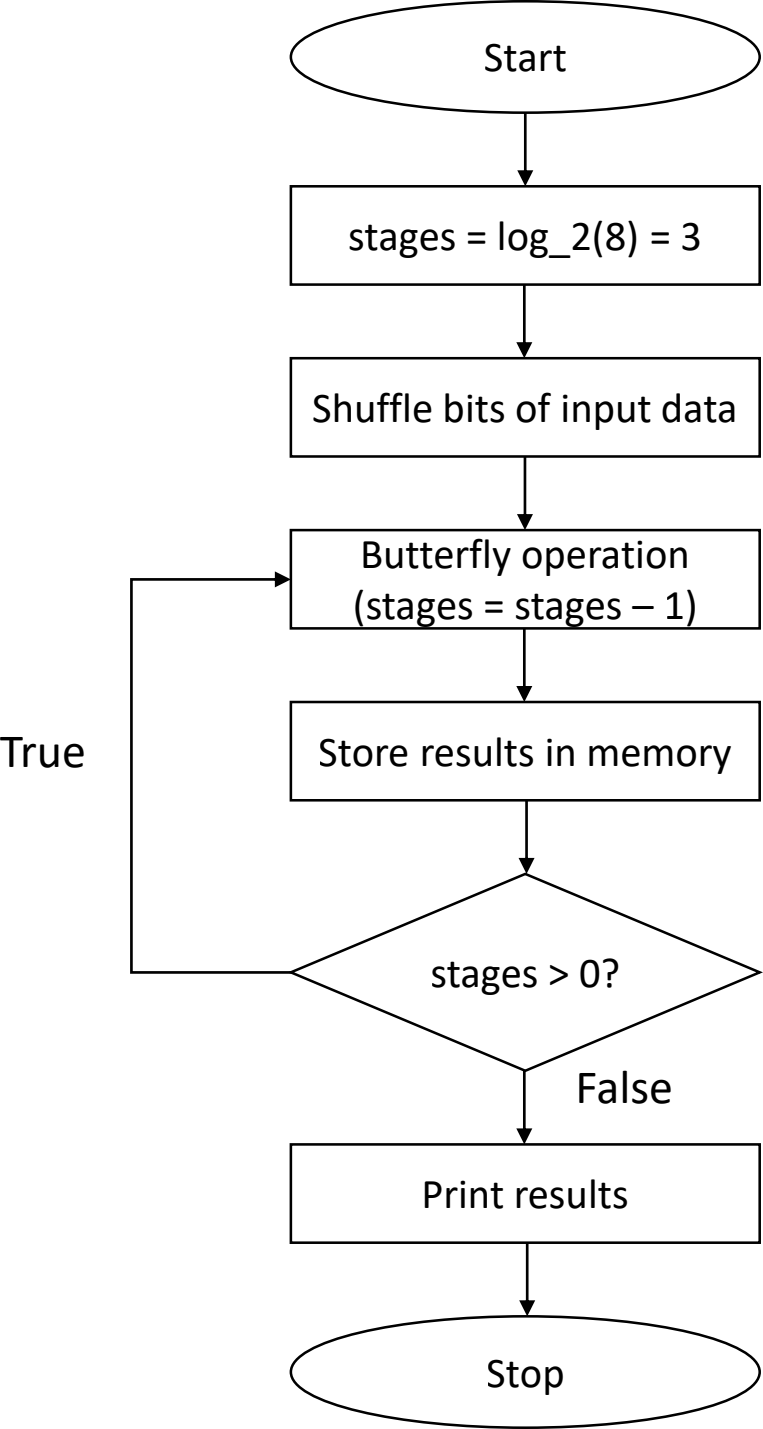 Start
stages = log_2(8) = 3
Shuffle bits of input data
Butterfly operation
(stages = stages – 1)
True
Store results in memory
stages > 0?
False
Print results
Stop